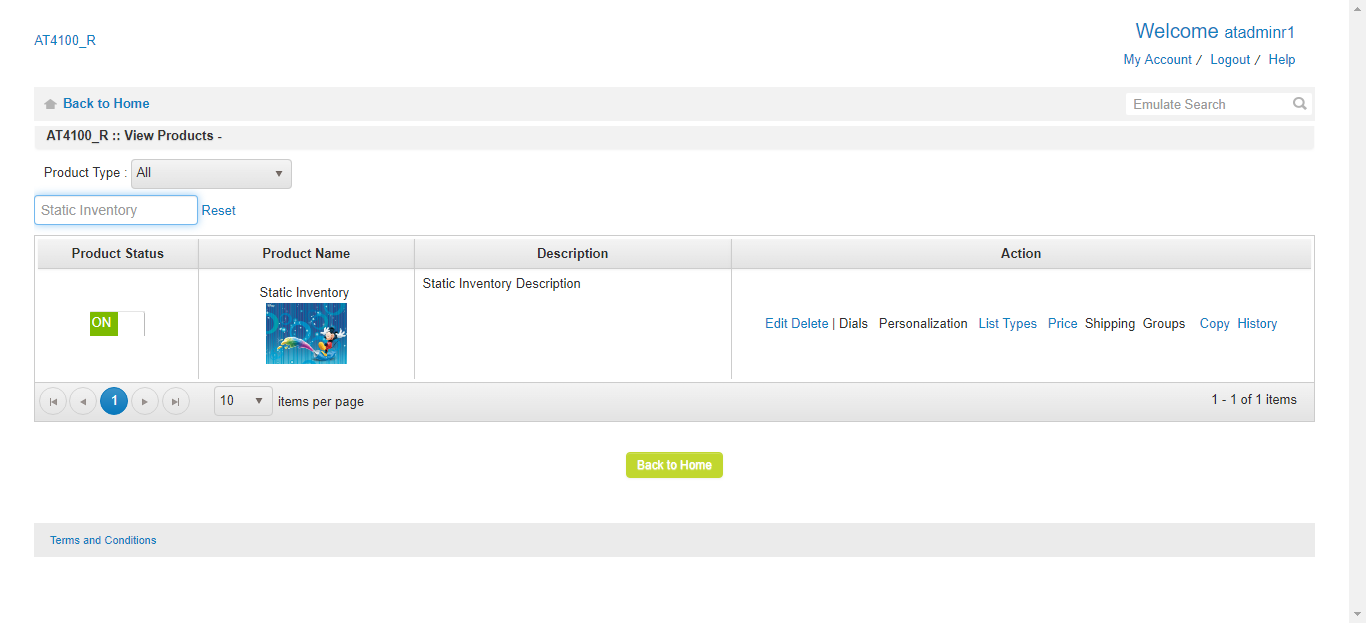 AT4100_R
Welcome atadminr1
My Account / Logout / Help
Back to Home
Emulate Search
AT4100_R :: View Products -
Product Type : All
Static Inventory Reset
Product Status Product Name Description Action
ON
Static Inventory
Static Inventory Description
Edit Delete | Dials Personalization List Types Price Shipping Groups Copy History
1 10 items per page 1 - 1 of 1 items
Back to Home
Terms and Conditions